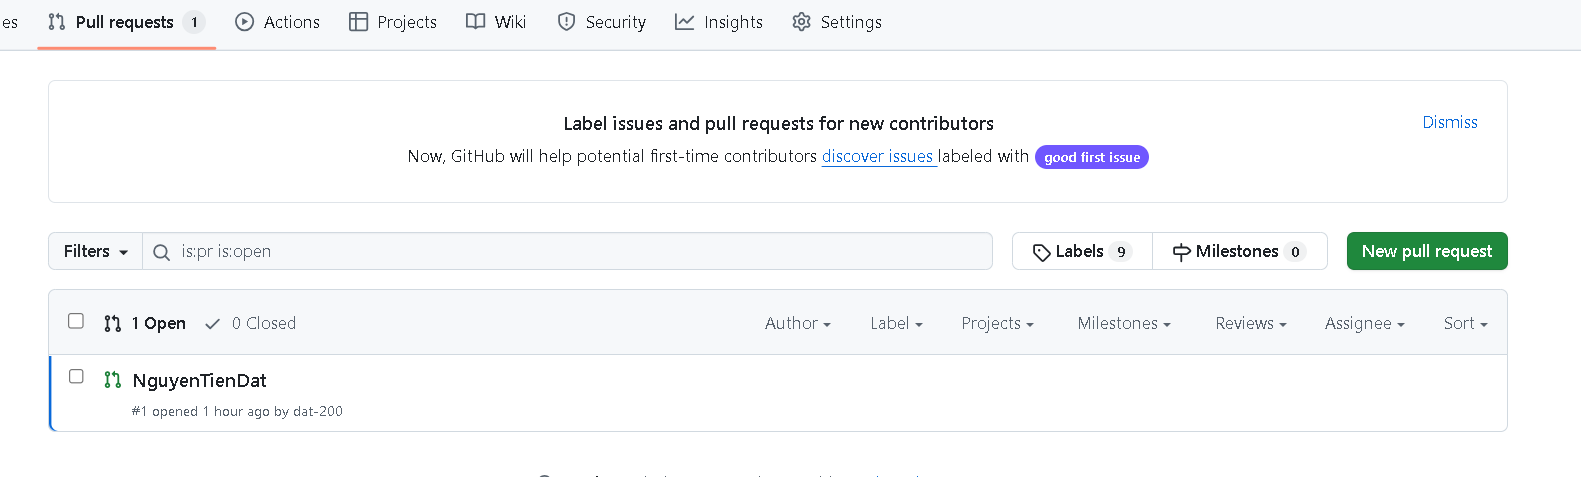 es Pull requests 1 Actions Projects Wiki Security Insights Settings
Label issues and pull requests for new contributors
Dismiss
Now, GitHub will help potential first-time contributors discover issues labeled with good first issue
Filters is:pr is:open Labels 9 Milestones 0 New pull request
1 Open 0 Closed Author Label Projects Milestones Reviews Assignee Sort
NguyenTienDat
#1 opened 1 hour ago by dat-200